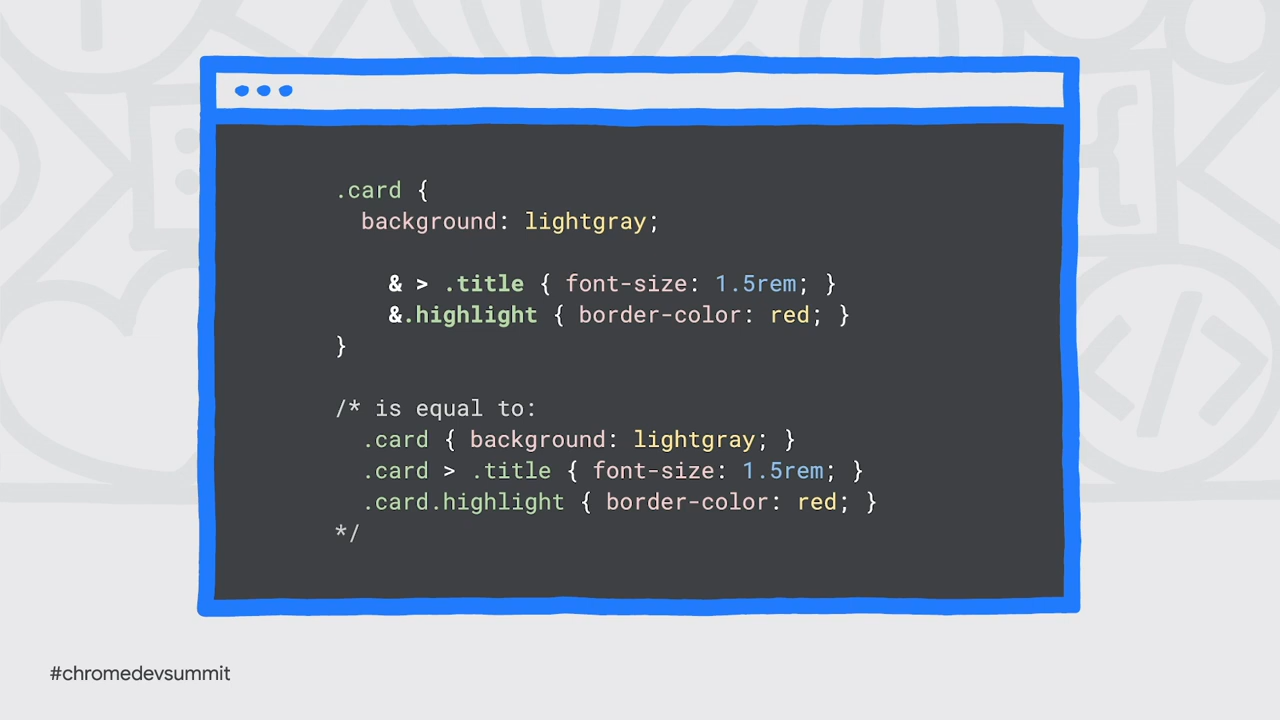 .card {
  background: lightgray;

    & > .title { font-size: 1.5rem; }
    &.highlight { border-color: red; }
}

/* is equal to:
  .card { background: lightgray; }
  .card > .title { font-size: 1.5rem; }
  .card.highlight { border-color: red; }
*/
#chromedevsummit